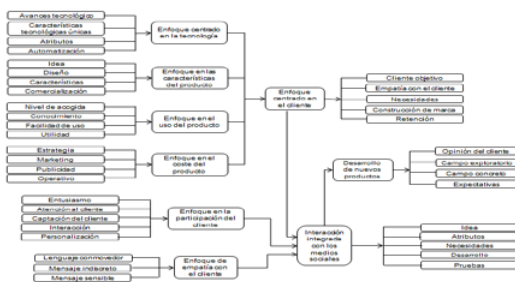 Avances tecnológico
Características
tecnológicas únicas
Atributos
Automatización
Enfoque centrado
en la tecnología
Idea
Diseño
Características
Comercialización
Enfoque en las
características
del producto
Nivel de acogida
Conocimiento
Facilidad de uso
Utilidad
Enfoque en el
uso del producto
Estrategia
Marketing
Publicidad
Operativo
Enfoque en el
coste del
producto
Enfoque
centrado en
el cliente
Cliente objetivo
Empatía con el cliente
Necesidades
Construcción de marca
Retención
Entusiasmo
Atención al cliente
Captación del cliente
Interacción
Personalización
Enfoque en la
participación del
cliente
Lenguaje conmovedor
Mensaje indiscreto
Mensaje sensible
Enfoque de
empatía con
el cliente
Interacción
integrada
con los
medios
sociales
Desarrollo
de nuevos
productos
Opinión del cliente
Campo exploratorio
Campo concreto
Expectativas
Idea
Atributos
Necesidades
Desarrollo
Pruebas